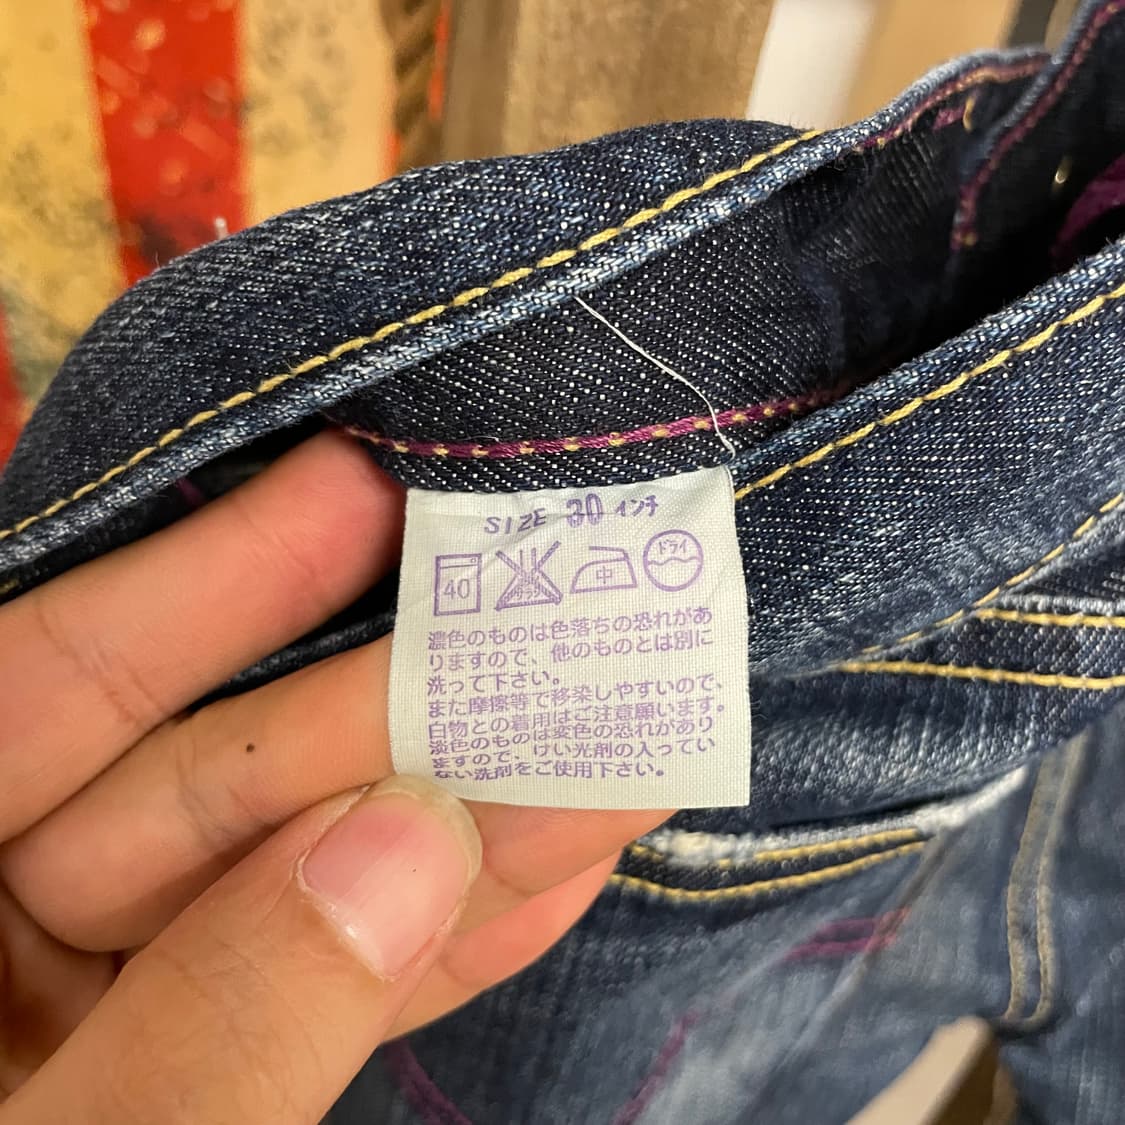 SIZE 30 インチ
40 サラシ 中 ドライ
濃色のものは色落ちの恐れがあ
りますので、他のものとは別に
洗って下さい。
また摩擦等で移染しやすいので、
白物との着用はご注意願います。
淡色のものは変色の恐れがあり
ますので、けい光剤の入ってい
ない洗剤をご使用下さい。